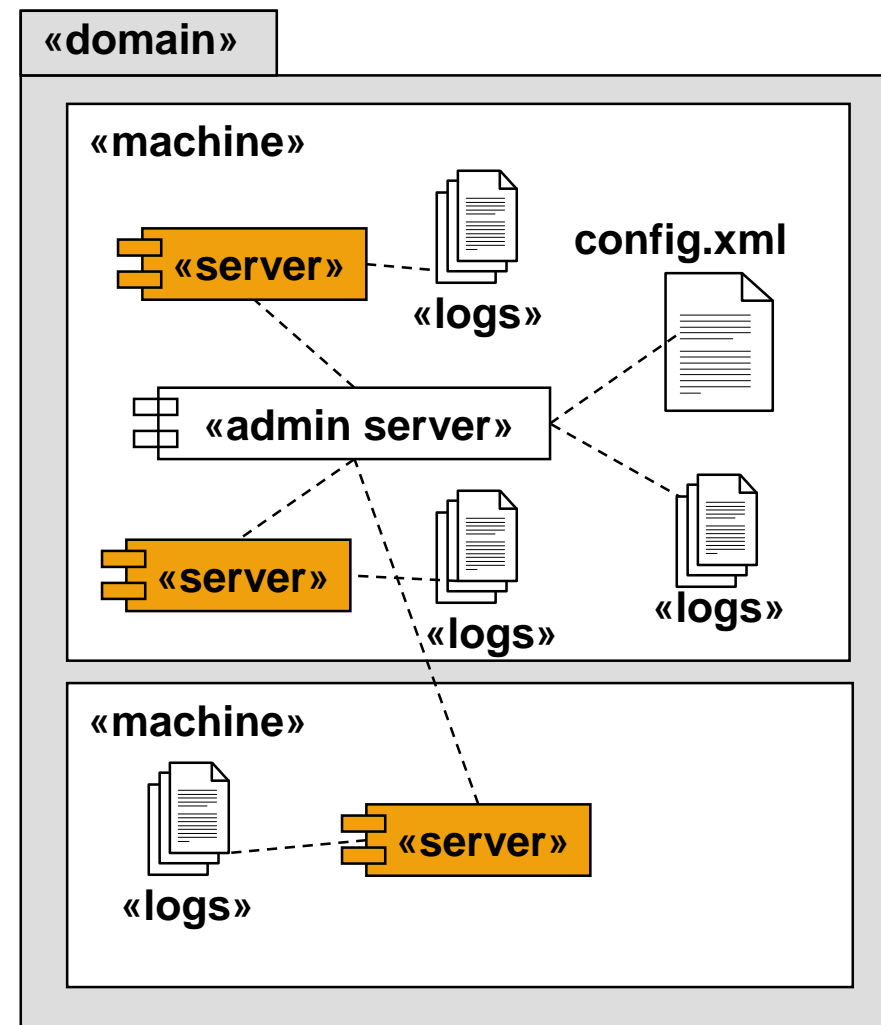 «domain»
«machine»
«server»
«logs»
config.xml
«admin server»
«server»
«logs»
«logs»
«machine»
«logs»
«server»